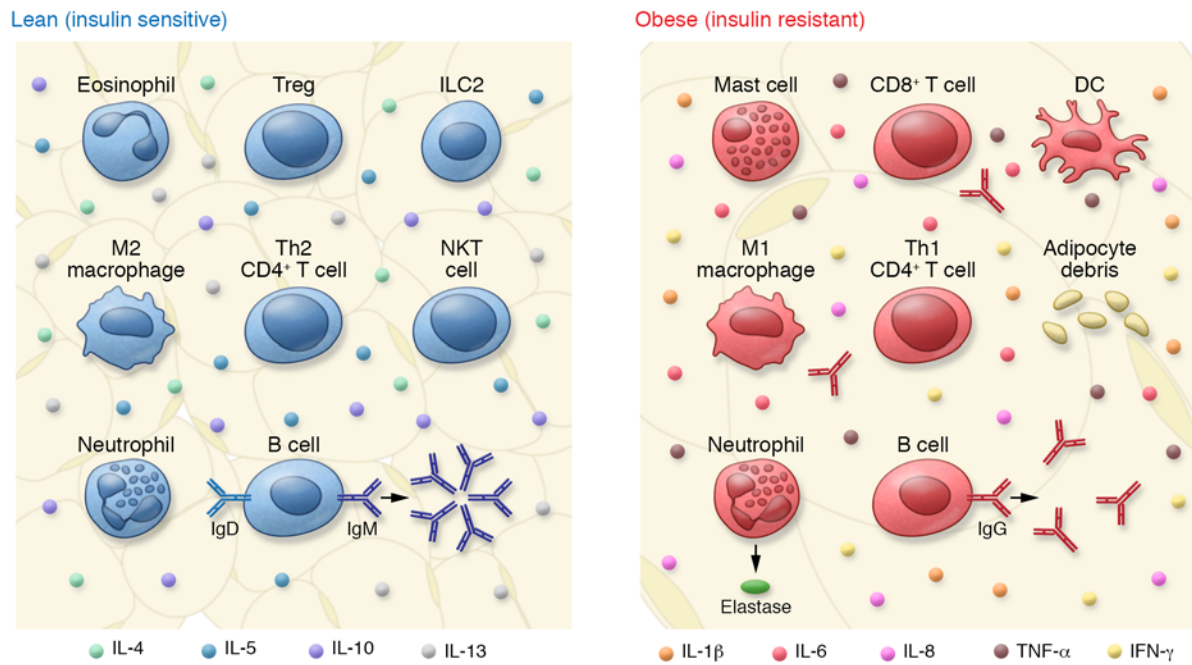 Lean (insulin sensitive)
Eosinophil
Treg
ILC2
M2
macrophage
Th2
CD4⁺ T cell
NKT
cell
Neutrophil
B cell
IgD
IgM
IL-4
IL-5
IL-10
IL-13
Obese (insulin resistant)
Mast cell
CD8⁺ T cell
DC
M1
macrophage
Th1
CD4⁺ T cell
Adipocyte
debris
Neutrophil
B cell
IgG
Elastase
IL-1β
IL-6
IL-8
TNF-α
IFN-γ